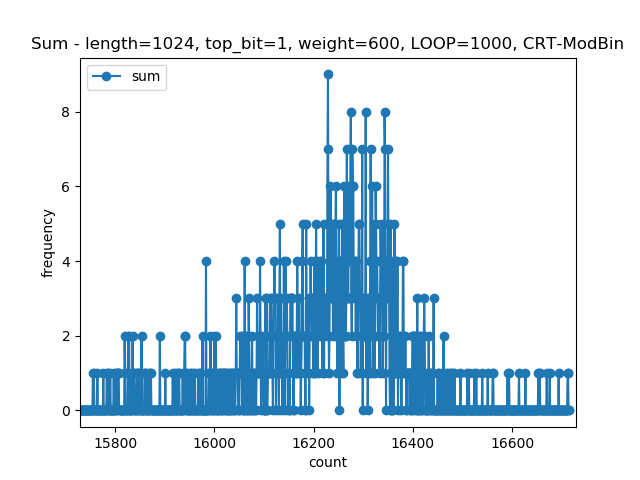 Sum - length=1024, top_bit=1, weight=600, LOOP=1000, CRT-ModBin
sum
frequency
8
6
4
2
0
15800 16000 16200 16400 16600
count